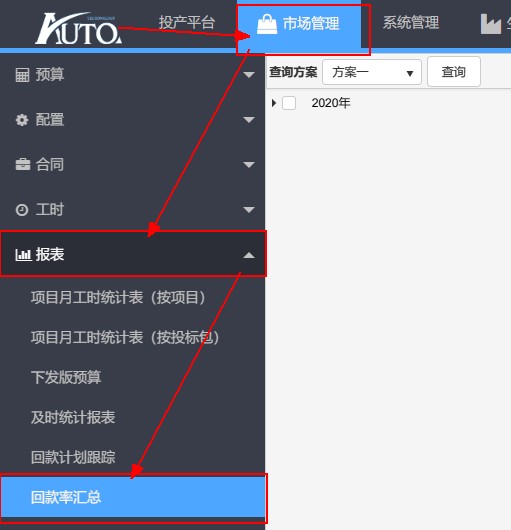 AUTO
投产平台
市场管理
系统管理
预算
配置
合同
工时
报表
项目月工时统计表（按项目）
项目月工时统计表（按投标包）
下发版预算
及时统计报表
回款计划跟踪
回款率汇总
查询方案
方案一
查询
2020年